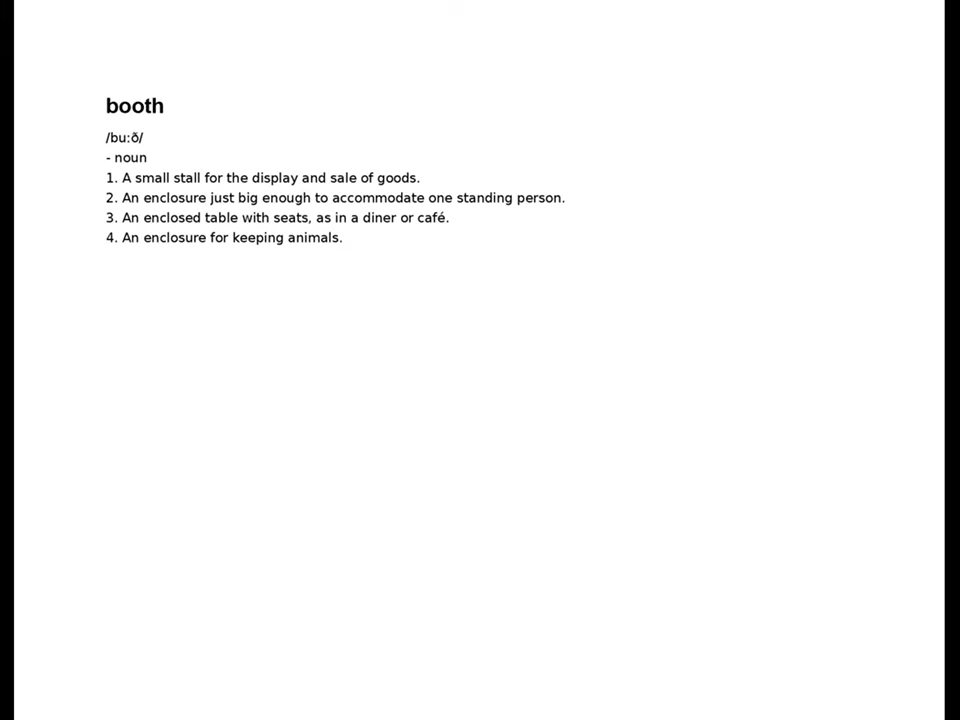 booth
/bu:ð/
- noun
1. A small stall for the display and sale of goods.
2. An enclosure just big enough to accommodate one standing person.
3. An enclosed table with seats, as in a diner or café.
4. An enclosure for keeping animals.